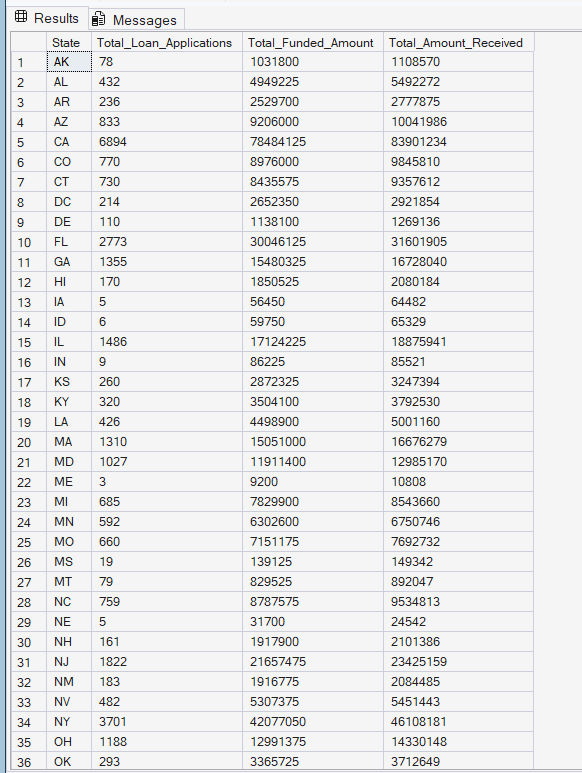 Results Messages
State Total_Loan_Applications Total_Funded_Amount Total_Amount_Received
1 AK 78 1031800 1108570
2 AL 432 4949225 5492272
3 AR 236 2529700 2777875
4 AZ 833 9206000 10041986
5 CA 6894 78484125 83901234
6 CO 770 8976000 9845810
7 CT 730 8435575 9357612
8 DC 214 2652350 2921854
9 DE 110 1138100 1269136
10 FL 2773 30046125 31601905
11 GA 1355 15480325 16728040
12 HI 170 1850525 2080184
13 IA 5 56450 64482
14 ID 6 59750 65329
15 IL 1486 17124225 18875941
16 IN 9 86225 85521
17 KS 260 2872325 3247394
18 KY 320 3504100 3792530
19 LA 426 4498900 5001160
20 MA 1310 15051000 16676279
21 MD 1027 11911400 12985170
22 ME 3 9200 10808
23 MI 685 7829900 8543660
24 MN 592 6302600 6750746
25 MO 660 7151175 7692732
26 MS 19 139125 149342
27 MT 79 829525 892047
28 NC 759 8787575 9534813
29 NE 5 31700 24542
30 NH 161 1917900 2101386
31 NJ 1822 21657475 23425159
32 NM 183 1916775 2084485
33 NV 482 5307375 5451443
34 NY 3701 42077050 46108181
35 OH 1188 12991375 14330148
36 OK 293 3365725 3712649